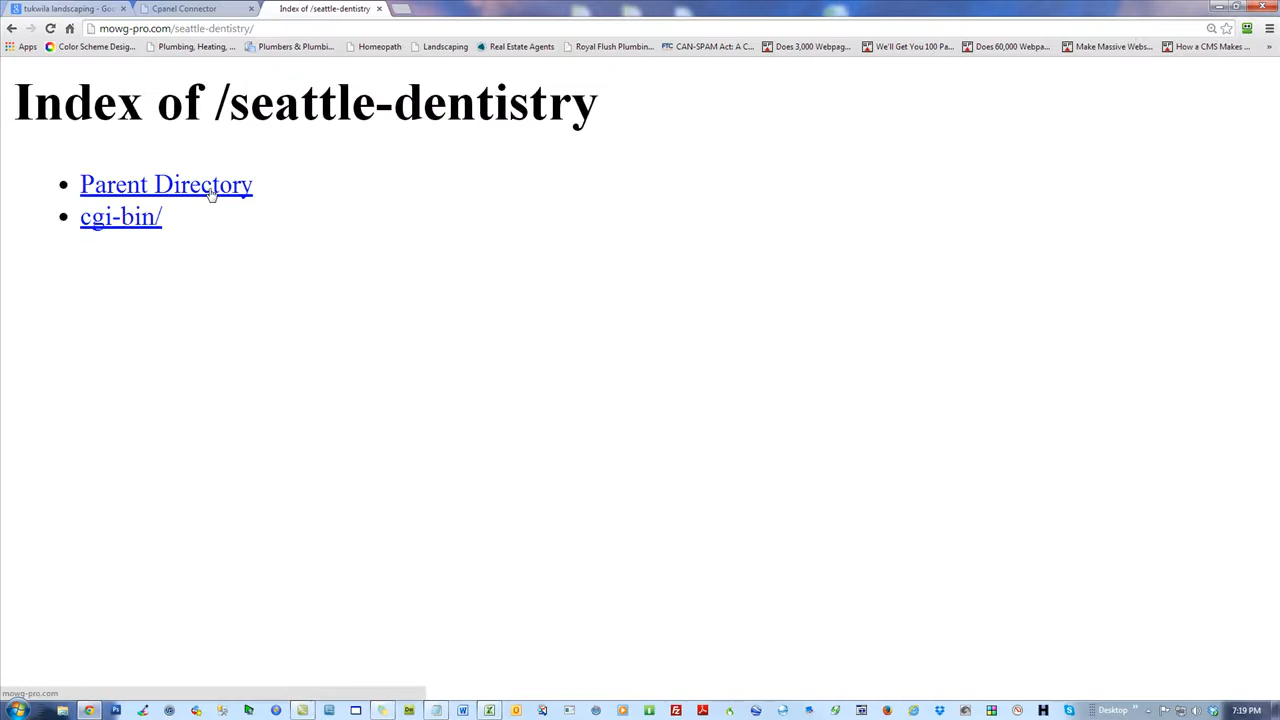 tukwila landscaping - Goo
Cpanel Connector
Index of /seattle-dentistry
mowg-pro.com/seattle-dentistry/
Apps
Color Scheme Desig...
Plumbing, Heating, ...
Plumbers & Plumbi...
Homeopath
Landscaping
Real Estate Agents
Royal Flush Plumbin...
CAN-SPAM Act: A C...
Does 3,000 Webpag...
We'll Get You 100 Pa...
Does 60,000 Webpa...
Make Massive Webs...
How a CMS Makes ...
Index of /seattle-dentistry
Parent Directory
cgi-bin/
mowg-pro.com
Desktop
7:19 PM